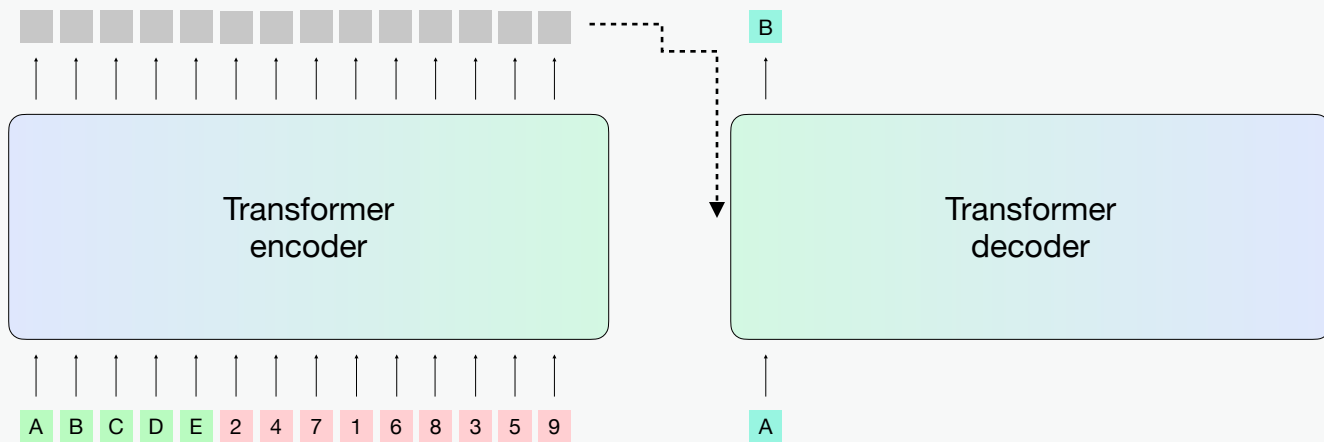 B
Transformer
encoder
Transformer
decoder
A B C D E 2 4 7 1 6 8 3 5 9
A